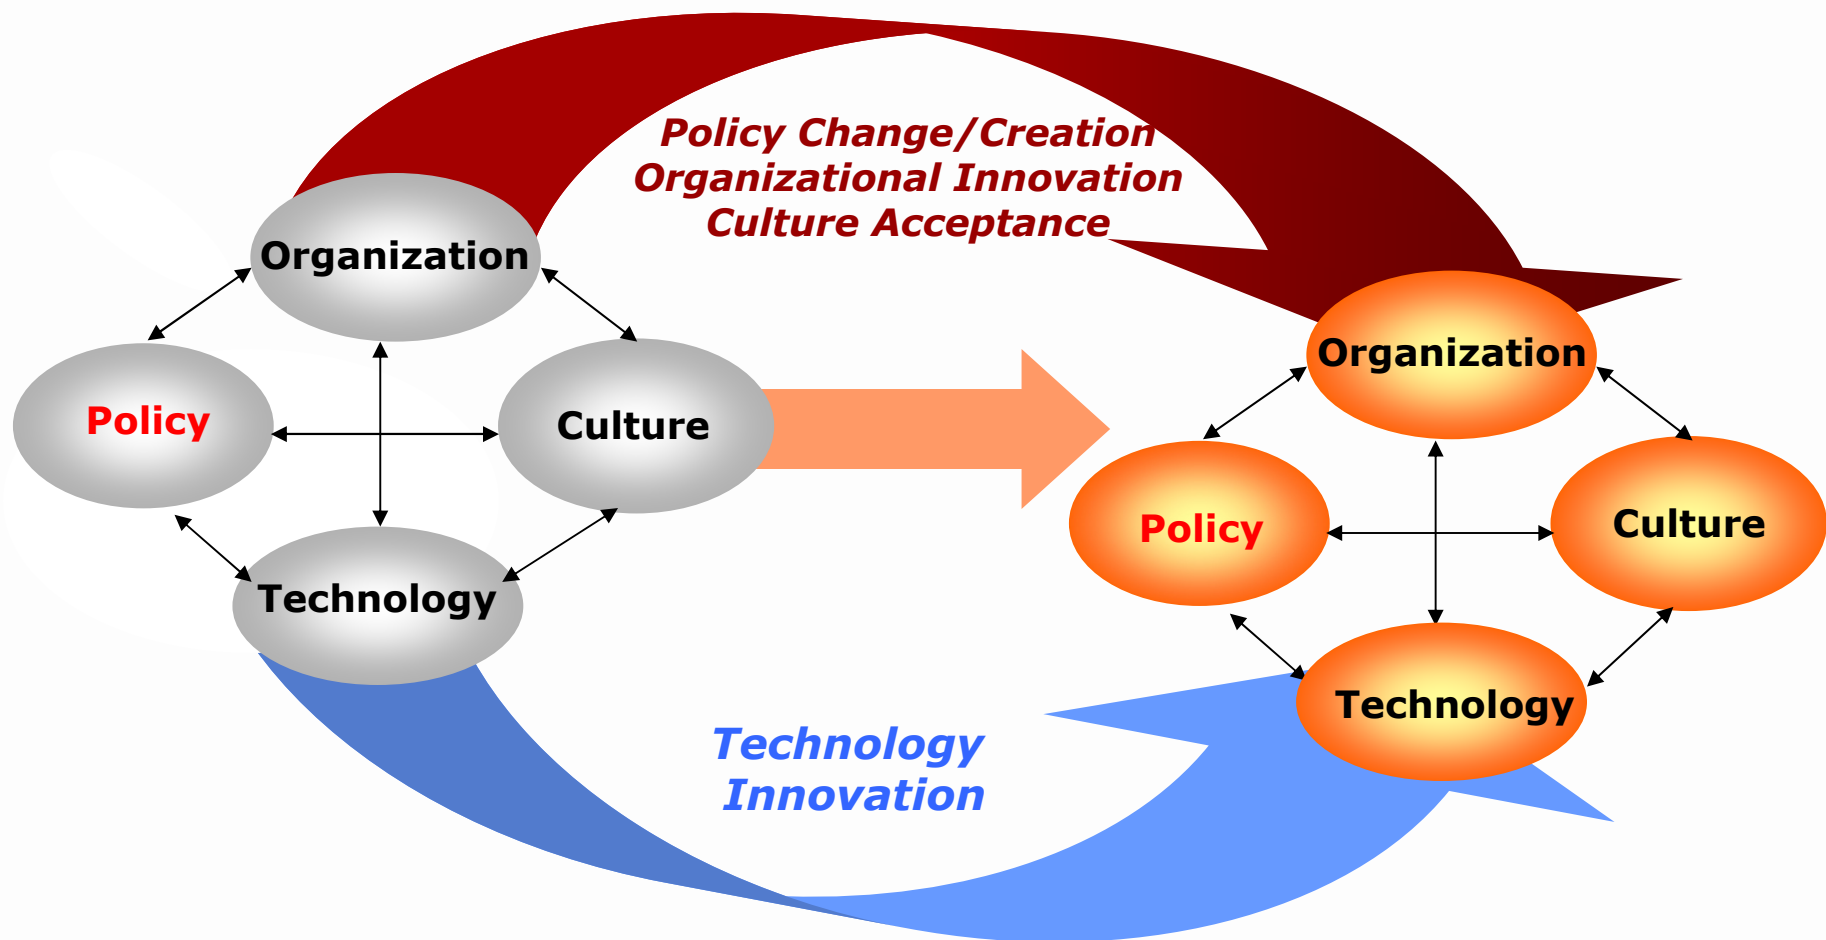 Policy Change/Creation
Organizational Innovation
Culture Acceptance
Organization
Policy
Culture
Technology
Organization
Policy
Culture
Technology
Technology
Innovation